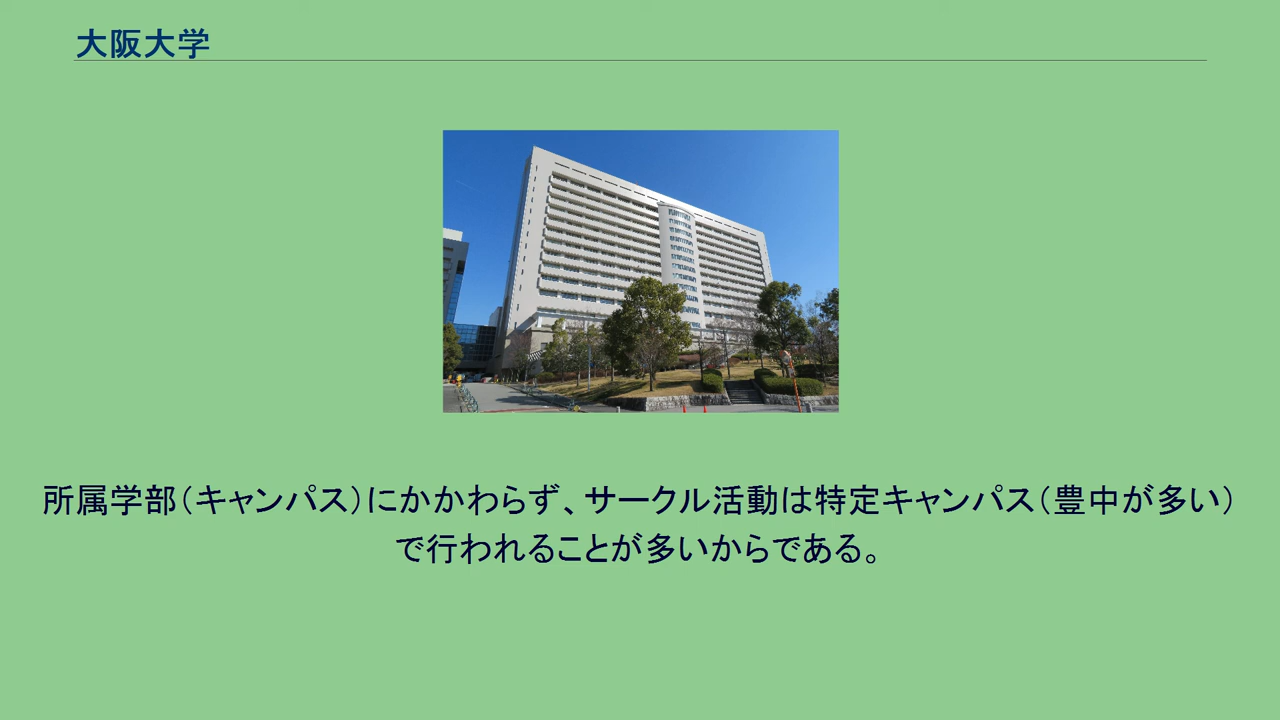 大阪大学
所属学部（キャンパス）にかかわらず、サークル活動は特定キャンパス（豊中が多い）
で行われることが多いからである。